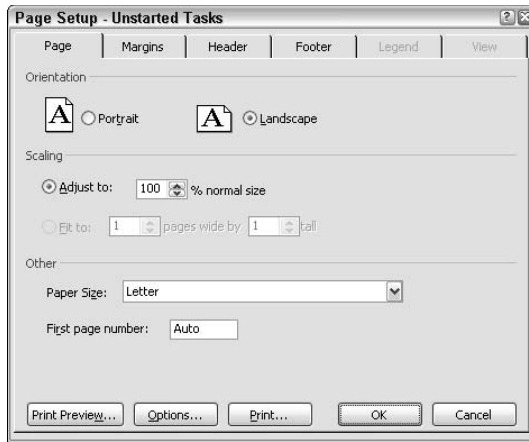 Page Setup - Unstarted Tasks
Page Margins Header Footer Legend View
Orientation
A Portrait A Landscape
Scaling
Adjust to: 100 % normal size
Fit to: 1 pages wide by 1 tall
Other
Paper Size: Letter
First page number: Auto
Print Preview... Options... Print... OK Cancel